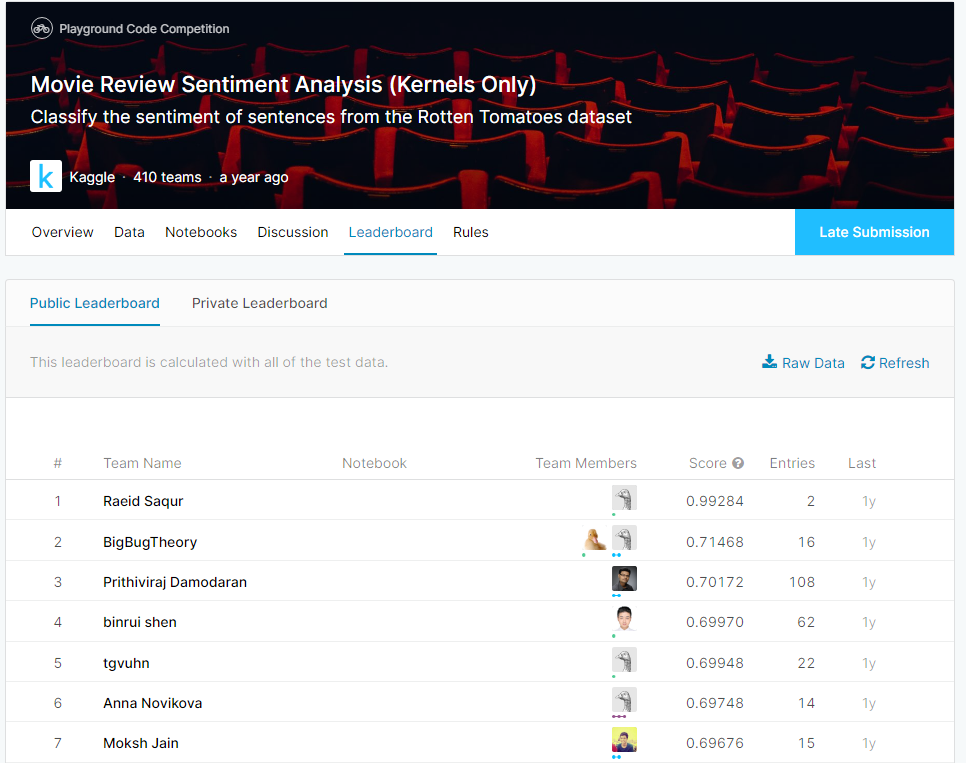 Playground Code Competition
Movie Review Sentiment Analysis (Kernels Only)
Classify the sentiment of sentences from the Rotten Tomatoes dataset
k Kaggle · 410 teams · a year ago
Overview Data Notebooks Discussion Leaderboard Rules Late Submission
Public Leaderboard Private Leaderboard
This leaderboard is calculated with all of the test data. Raw Data Refresh
# Team Name Notebook Team Members Score ? Entries Last
1 Raeid Saqur 0.99284 2 1y
2 BigBugTheory 0.71468 16 1y
3 Prithiviraj Damodaran 0.70172 108 1y
4 binrui shen 0.69970 62 1y
5 tgvuhn 0.69948 22 1y
6 Anna Novikova 0.69748 14 1y
7 Moksh Jain 0.69676 15 1y